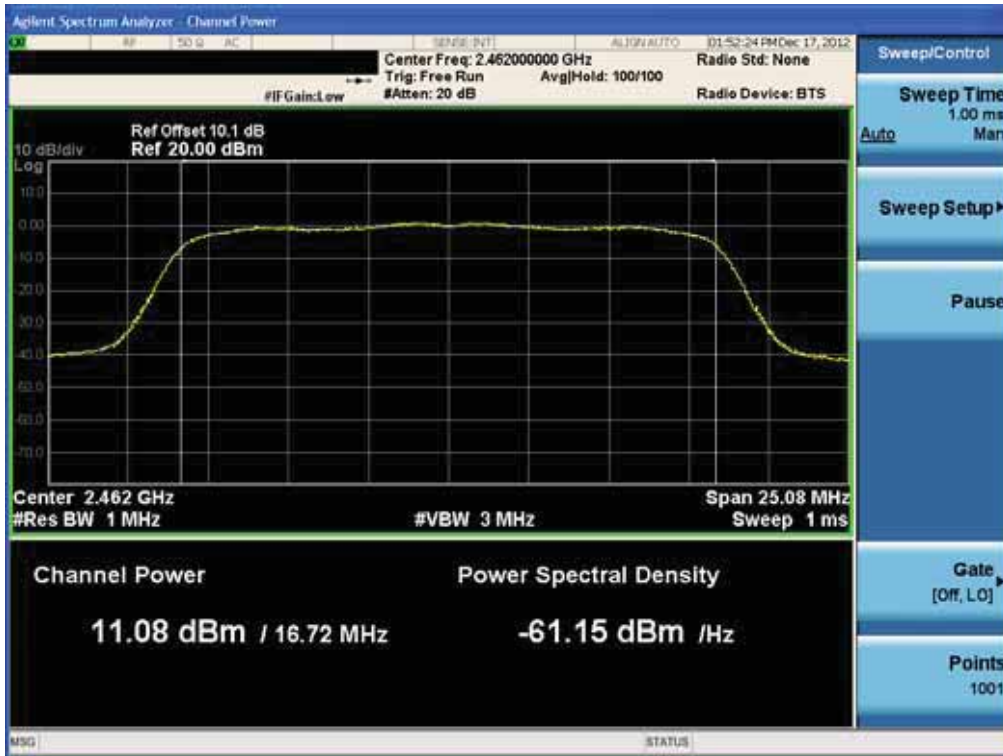 Agilent Spectrum Analyzer - Channel Power
RF 50 Ω AC SENSE:INT ALIGN AUTO 01:52:24 PM Dec 17, 2012
Center Freq: 2.462000000 GHz Radio Std: None
Trig: Free Run Avg|Hold: 100/100
#IFGain:Low #Atten: 20 dB Radio Device: BTS
Ref Offset 10.1 dB
10 dB/div Ref 20.00 dBm
Log
10.0
0.00
-10.0
-20.0
-30.0
-40.0
-50.0
-60.0
-70.0
Center 2.462 GHz Span 25.08 MHz
#Res BW 1 MHz #VBW 3 MHz Sweep 1 ms
Channel Power Power Spectral Density
11.08 dBm / 16.72 MHz -61.15 dBm /Hz
MSG STATUS
Sweep/Control
Sweep Time
1.00 ms
Auto Man
Sweep Setup
Pause
Gate
[Off, LO]
Points
1001